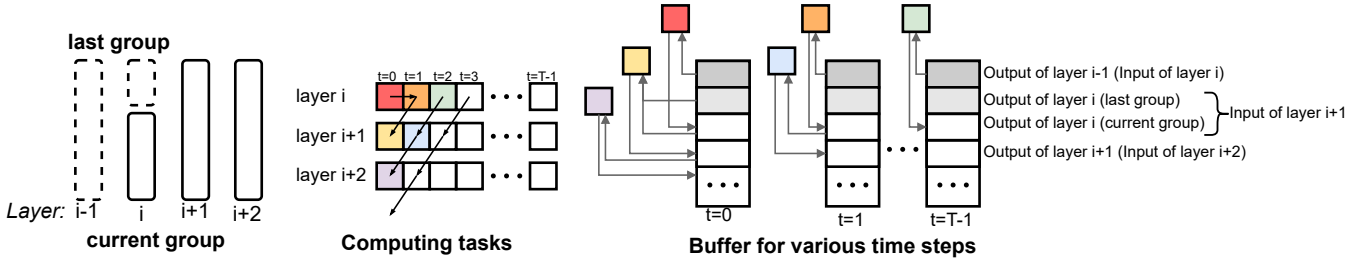 last group
Layer: i-1 i i+1 i+2
current group
t=0 t=1 t=2 t=3 t=T-1
layer i
layer i+1
layer i+2
Computing tasks
Output of layer i-1 (Input of layer i)
Output of layer i (last group)
Output of layer i (current group)
Input of layer i+1
Output of layer i+1 (Input of layer i+2)
t=0 t=1 t=T-1
Buffer for various time steps